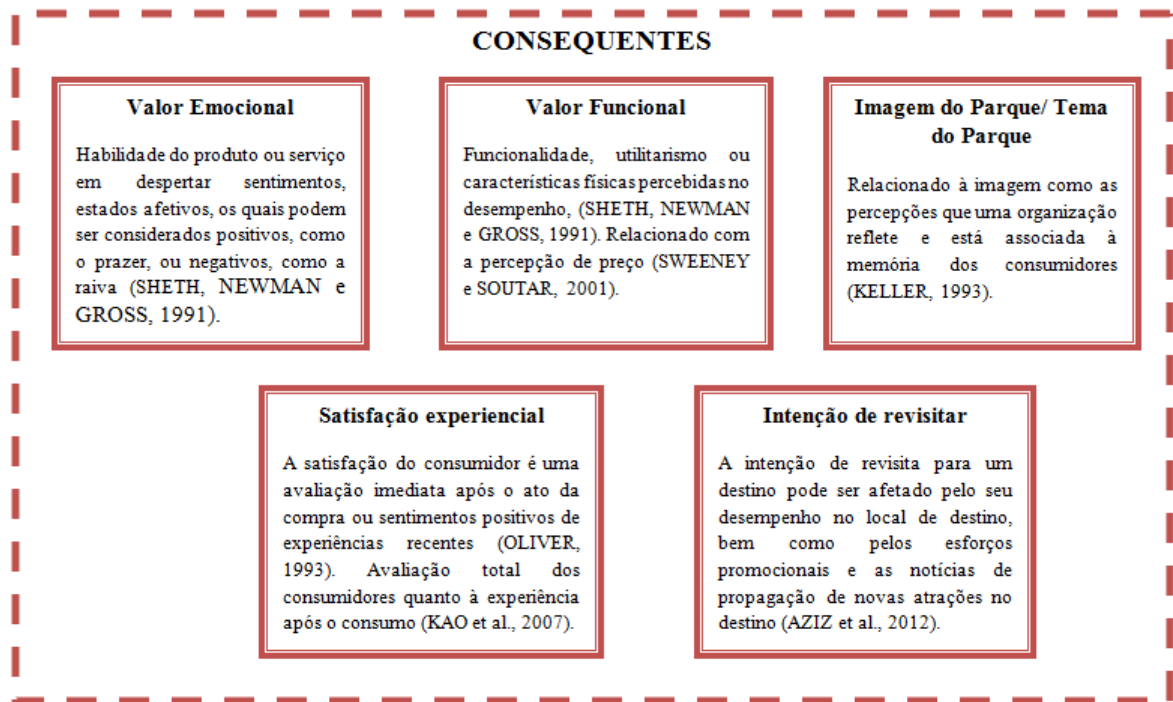 CONSEQUENTES
Valor Emocional
Habilidade do produto ou serviço
em despertar sentimentos,
estados afetivos, os quais podem
ser considerados positivos, como
o prazer, ou negativos, como a
raiva (SHETH, NEWMAN e
GROSS, 1991).
Valor Funcional
Funcionalidade, utilitarismo ou
características físicas percebidas no
desempenho, (SHETH, NEWMAN
e GROSS, 1991). Relacionado com
a percepção de preço (SWEENEY
e SOUTAR, 2001).
Imagem do Parque/ Tema
do Parque
Relacionado à imagem como as
percepções que uma organização
reflete e está associada à
memória dos consumidores
(KELLER, 1993).
Satisfação experiencial
A satisfação do consumidor é uma
avaliação imediata após o ato da
compra ou sentimentos positivos de
experiências recentes (OLIVER,
1993). Avaliação total dos
consumidores quanto à experiência
após o consumo (KAO et al., 2007).
Intenção de revisitar
A intenção de revisita para um
destino pode ser afetado pelo seu
desempenho no local de destino,
bem como pelos esforços
promocionais e as notícias de
propagação de novas atrações no
destino (AZIZ et al., 2012).